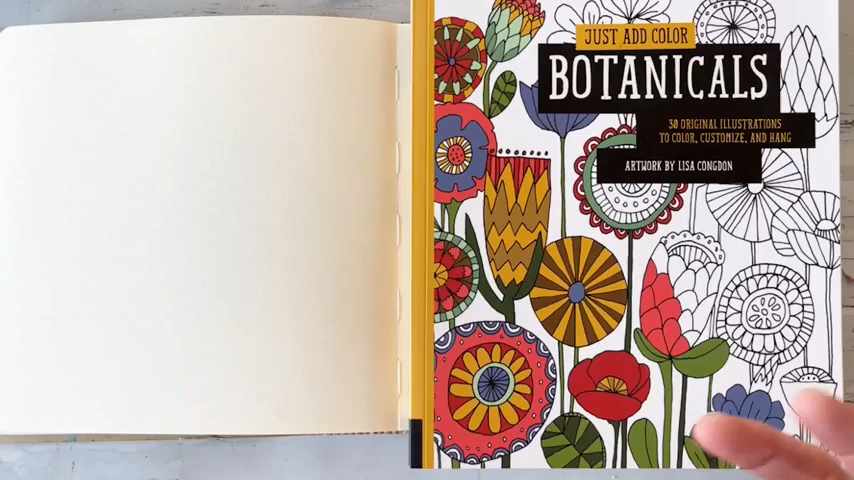 JUST ADD COLOR
BOTANICALS
30 ORIGINAL ILLUSTRATIONS
TO COLOR, CUSTOMIZE, AND HANG
ARTWORK BY LISA CONGDON